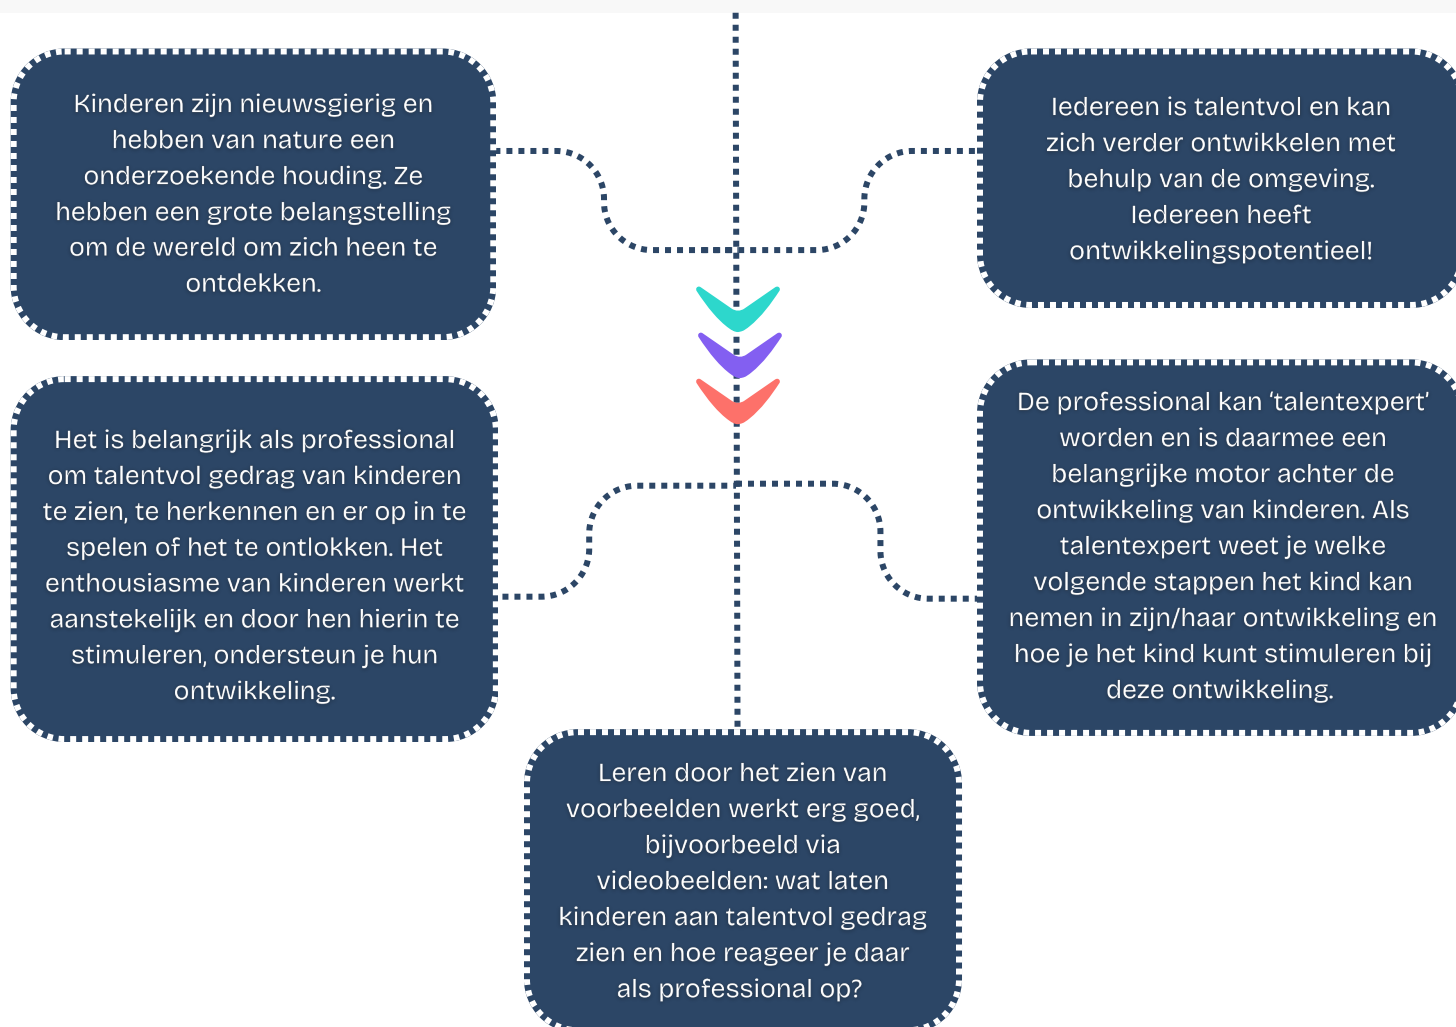 Kinderen zijn nieuwsgierig en
hebben van nature een
onderzoekende houding. Ze
hebben een grote belangstelling
om de wereld om zich heen te
ontdekken.
Iedereen is talentvol en kan
zich verder ontwikkelen met
behulp van de omgeving.
Iedereen heeft
ontwikkelingspotentieel!
Het is belangrijk als professional
om talentvol gedrag van kinderen
te zien, te herkennen en er op in te
spelen of het te ontlokken. Het
enthousiasme van kinderen werkt
aanstekelijk en door hen hierin te
stimuleren, ondersteun je hun
ontwikkeling.
De professional kan ‘talentexpert’
worden en is daarmee een
belangrijke motor achter de
ontwikkeling van kinderen. Als
talentexpert weet je welke
volgende stappen het kind kan
nemen in zijn/haar ontwikkeling en
hoe je het kind kunt stimuleren bij
deze ontwikkeling.
Leren door het zien van
voorbeelden werkt erg goed,
bijvoorbeeld via
videobeelden: wat laten
kinderen aan talentvol gedrag
zien en hoe reageer je daar
als professional op?